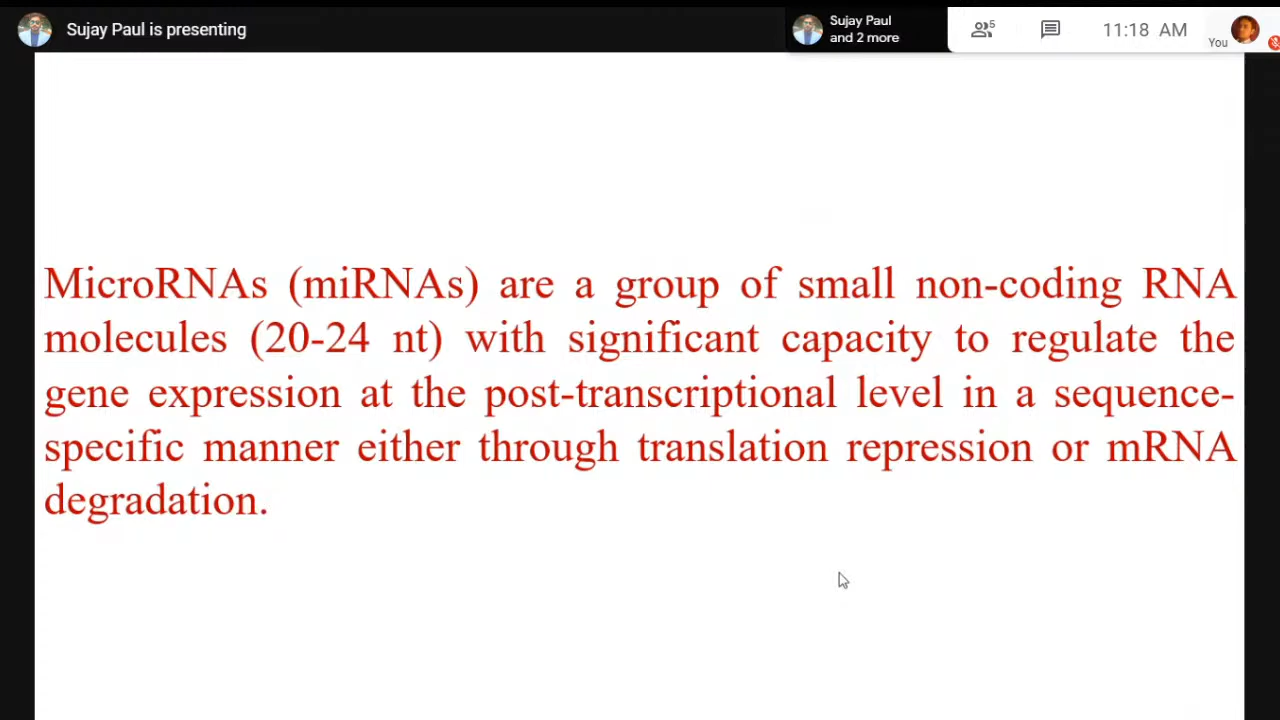 Sujay Paul is presenting
Sujay Paul
and 2 more
5
11:18 AM
You
MicroRNAs (miRNAs) are a group of small non-coding RNA
molecules (20-24 nt) with significant capacity to regulate the
gene expression at the post-transcriptional level in a sequence-
specific manner either through translation repression or mRNA
degradation.